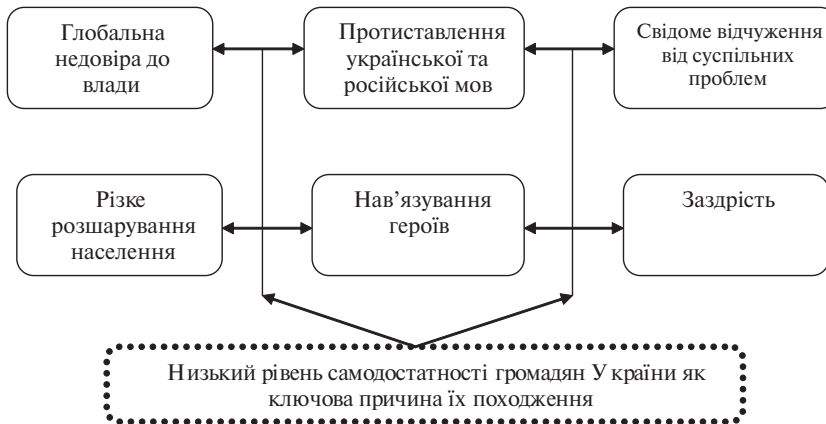 Глобальна
недовіра до
влади
Протиставлення
української та
російської мов
Свідоме відчуження
від суспільних
проблем
Різке
розшарування
населення
Нав’язування
героїв
Заздрість
Низький рівень самодостатності громадян України як
ключова причина їх походження